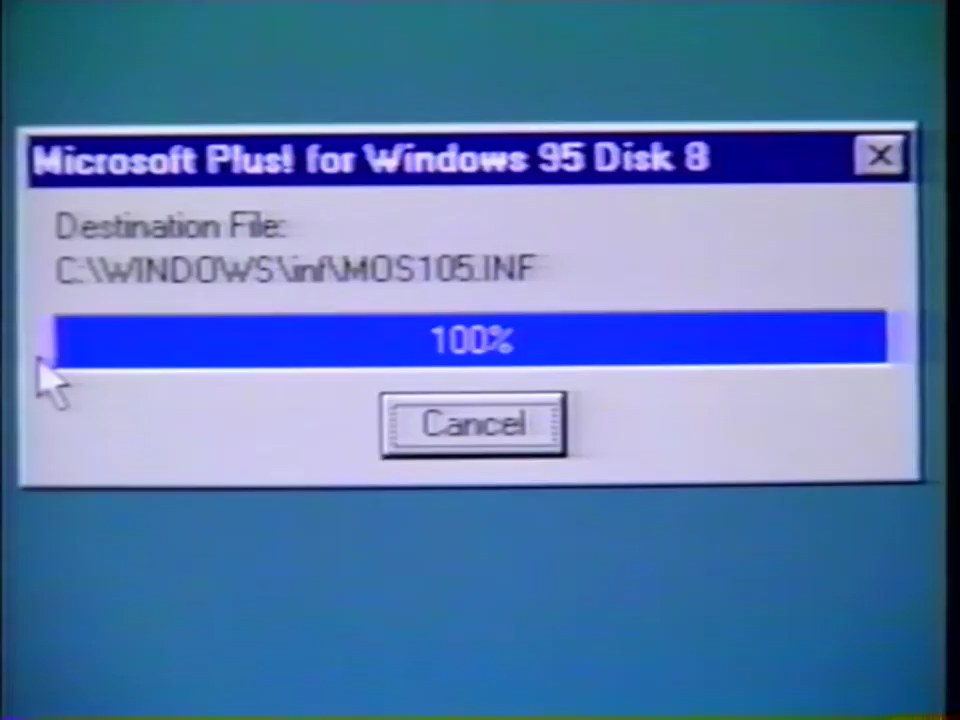 Microsoft Plus! for Windows 95 Disk 8
Destination File:
C:\WINDOWS\inf\MOS105.INF
100%
Cancel